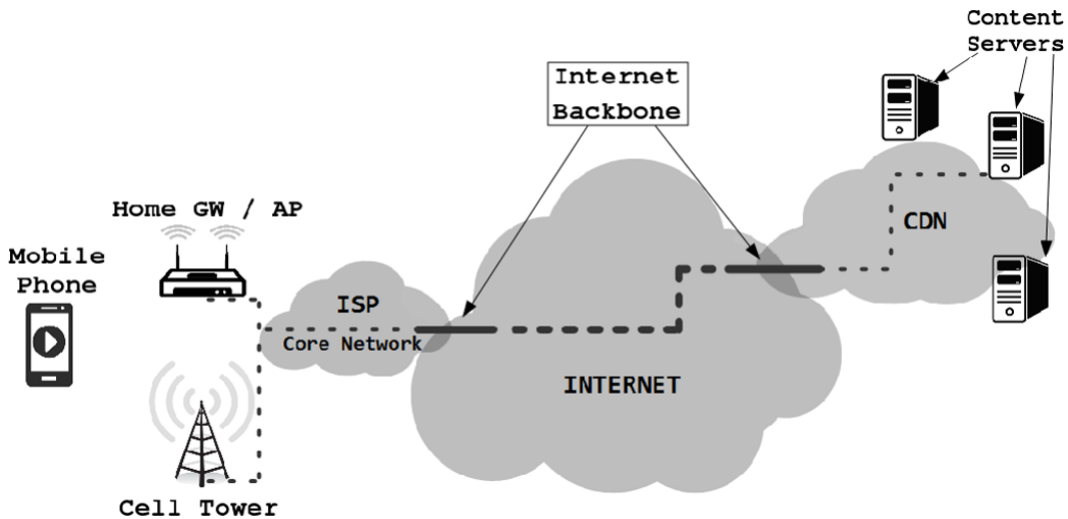 Content
Servers
Internet
Backbone
Home GW / AP
CDN
Mobile
Phone
ISP
Core Network
INTERNET
Cell Tower